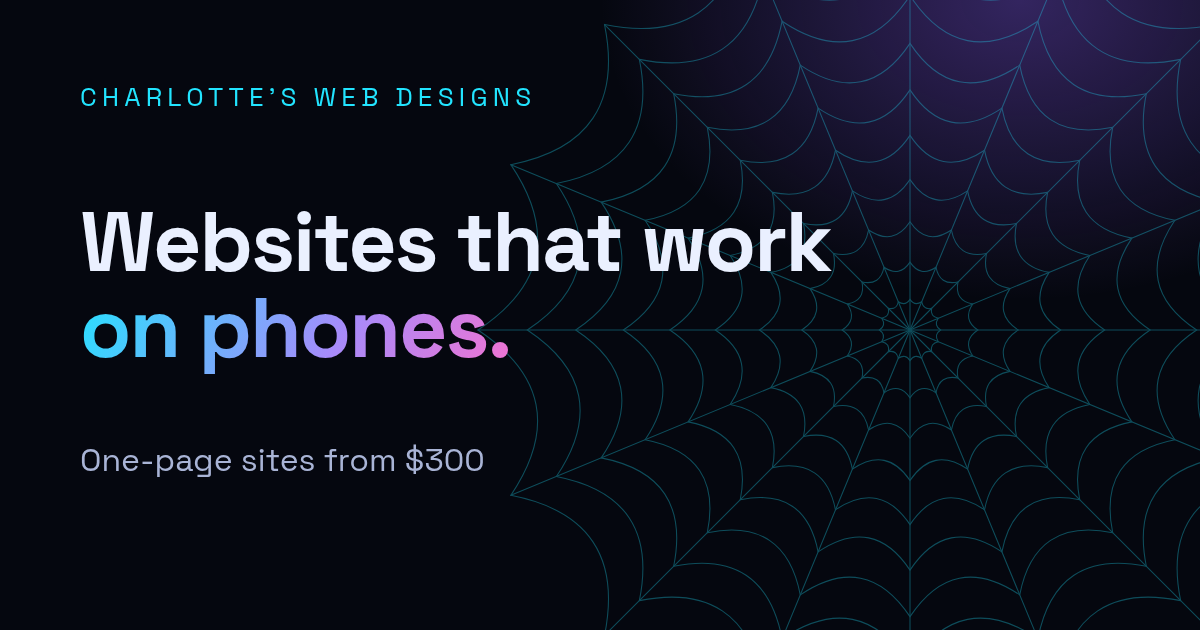 CHARLOTTE’S WEB DESIGNS
Websites that work
on phones.
One-page sites from $300